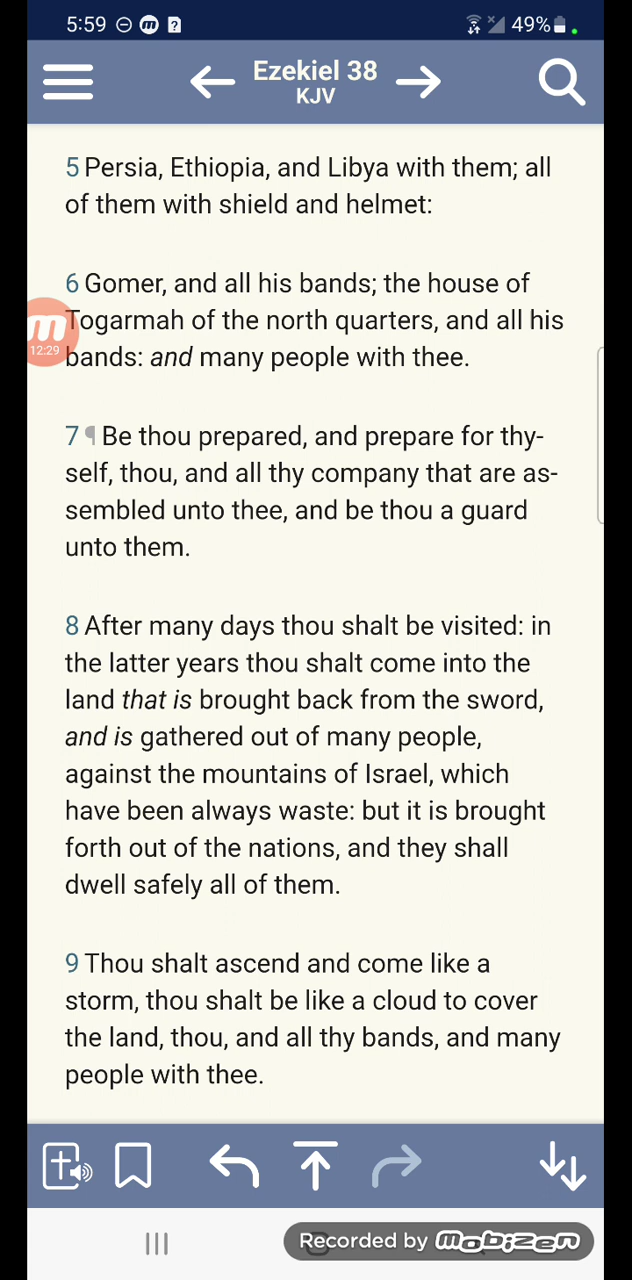 5:59
49%
Ezekiel 38
KJV
5 Persia, Ethiopia, and Libya with them; all
of them with shield and helmet:
6 Gomer, and all his bands; the house of
Togarmah of the north quarters, and all his
12:29
bands: and many people with thee.
7 ¶ Be thou prepared, and prepare for thy-
self, thou, and all thy company that are as-
sembled unto thee, and be thou a guard
unto them.
8 After many days thou shalt be visited: in
the latter years thou shalt come into the
land that is brought back from the sword,
and is gathered out of many people,
against the mountains of Israel, which
have been always waste: but it is brought
forth out of the nations, and they shall
dwell safely all of them.
9 Thou shalt ascend and come like a
storm, thou shalt be like a cloud to cover
the land, thou, and all thy bands, and many
people with thee.
Recorded by mobizen